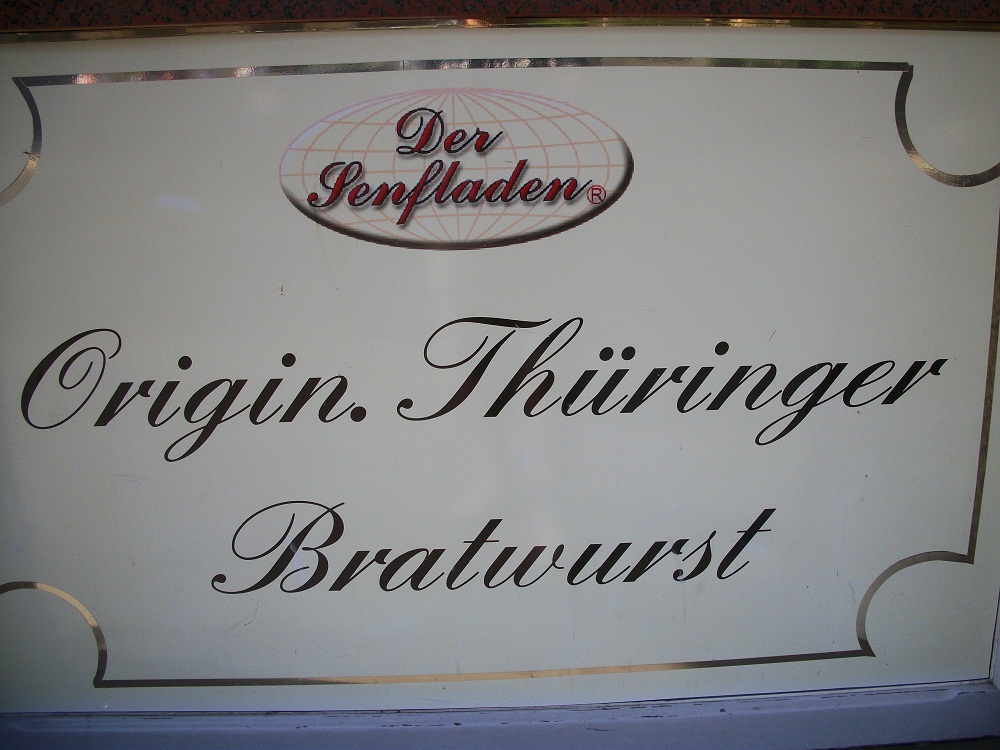 Der
Senfladen®
Origin. Thüringer
Bratwurst